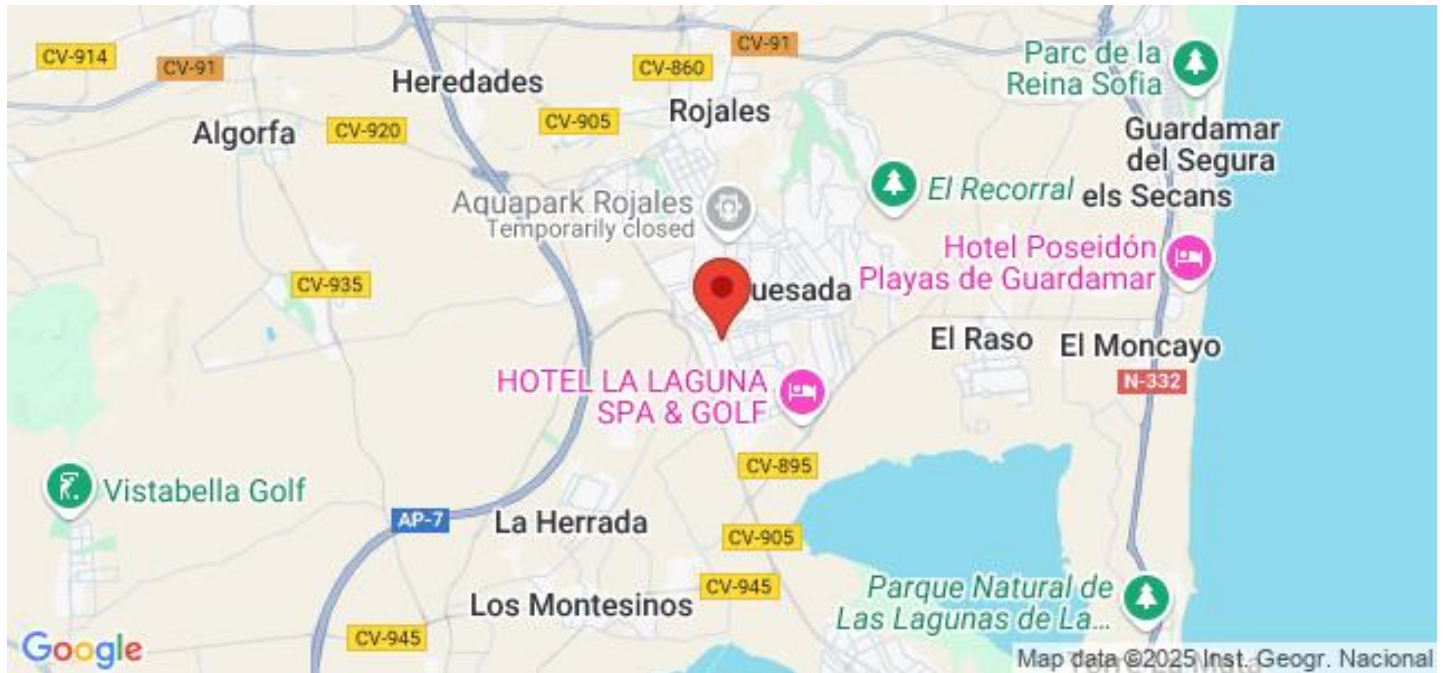 CV-914
CV-91
CV-91
Heredades
CV-860
Rojales
Parc de la
Reina Sofia
Algorfa
CV-920
CV-905
Guardamar
del Segura
Aquapark Rojales
Temporarily closed
El Recorral
els Secans
CV-935
uesada
Hotel Poseidón
Playas de Guardamar
El Raso
El Moncayo
N-332
HOTEL LA LAGUNA
SPA & GOLF
CV-895
Vistabella Golf
AP-7
La Herrada
CV-905
Los Montesinos
CV-945
Parque Natural de
Las Lagunas de La...
CV-945
Google
Map data ©2025 Inst. Geogr. Nacional